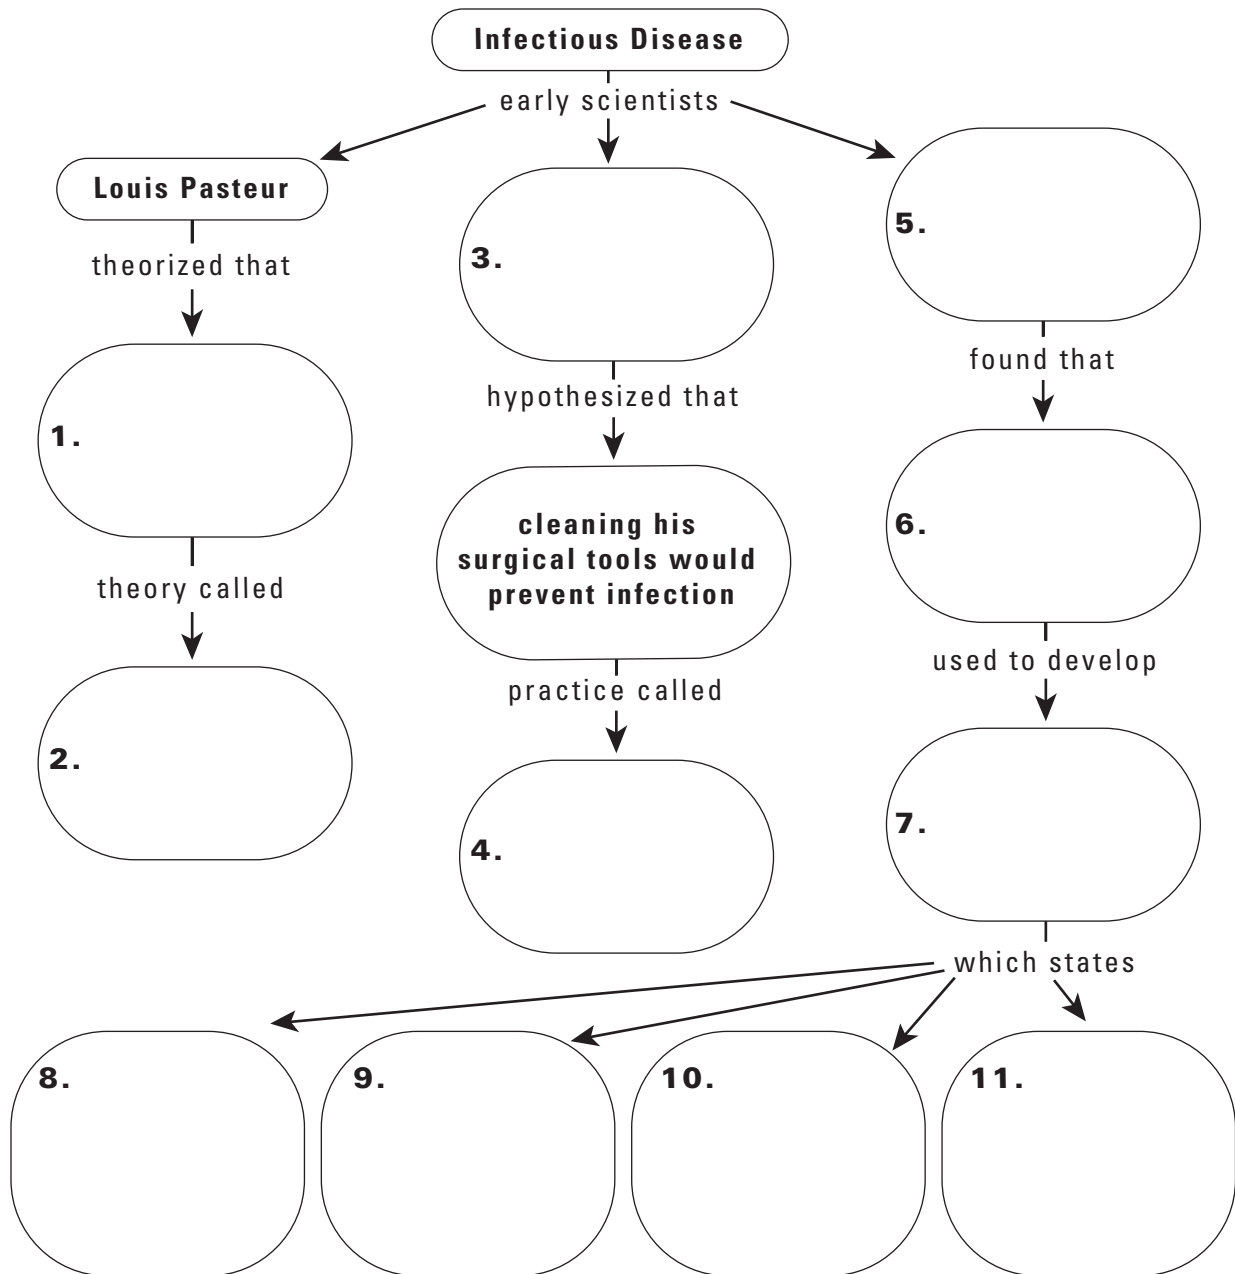 Infectious Disease
early scientists
Louis Pasteur
theorized that
1.
theory called
2.
3.
hypothesized that
cleaning his
surgical tools would
prevent infection
practice called
4.
5.
found that
6.
used to develop
7.
which states
8.
9.
10.
11.